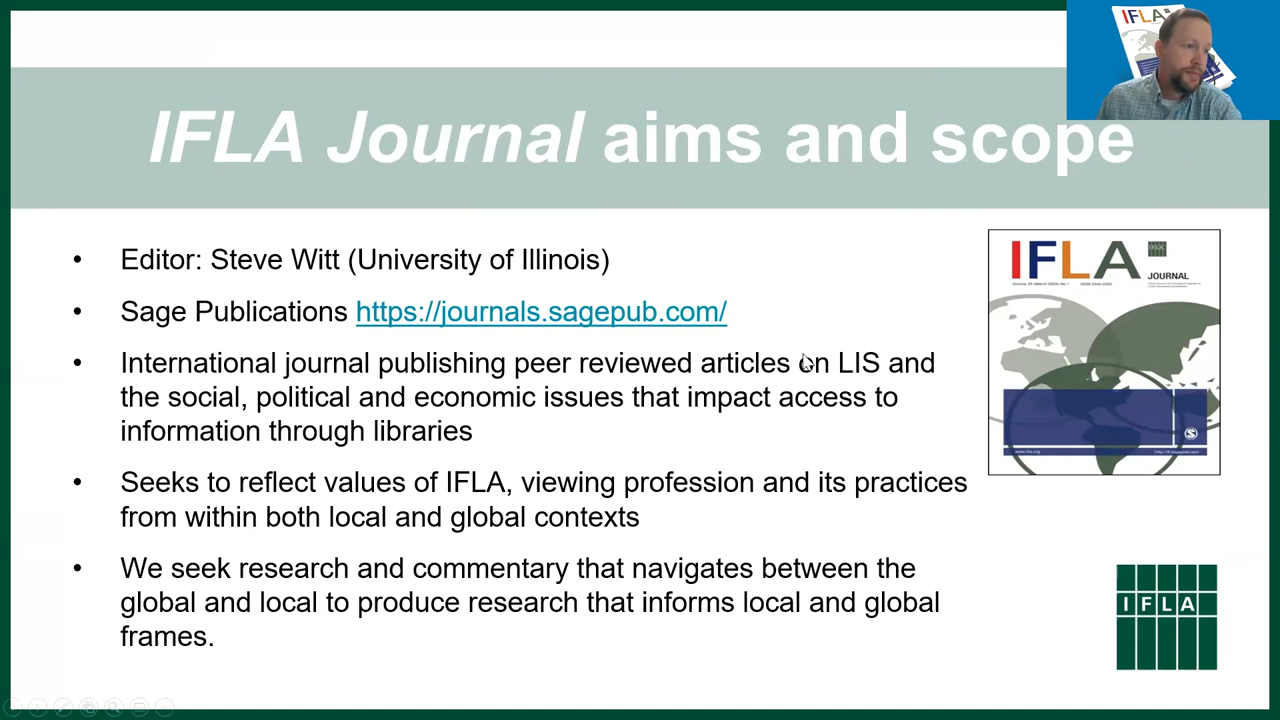 IFLA
IFLA Journal aims and scope
• Editor: Steve Witt (University of Illinois)
• Sage Publications https://journals.sagepub.com/
• International journal publishing peer reviewed articles on LIS and
the social, political and economic issues that impact access to
information through libraries
• Seeks to reflect values of IFLA, viewing profession and its practices
from within both local and global contexts
• We seek research and commentary that navigates between the
global and local to produce research that informs local and global
frames.
IFLA
JOURNAL
www.ifla.org
IFLA